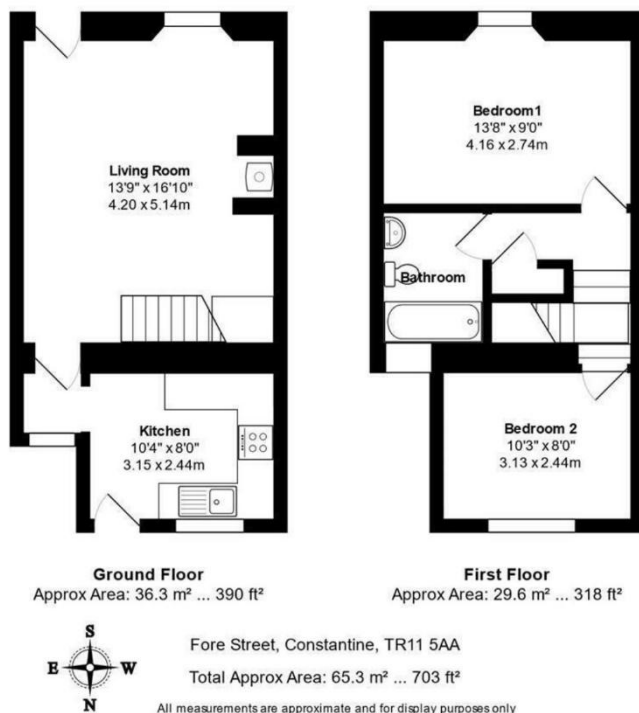 Living Room
13'9" x 16'10"
4.20 x 5.14m
Kitchen
10'4" x 8'0"
3.15 x 2.44m
Ground Floor
Approx Area: 36.3 m² ... 390 ft²
Bedroom1
13'8" x 9'0"
4.16 x 2.74m
Bathroom
Bedroom 2
10'3" x 8'0"
3.13 x 2.44m
First Floor
Approx Area: 29.6 m² ... 318 ft²
S
E W
N
Fore Street, Constantine, TR11 5AA
Total Approx Area: 65.3 m² ... 703 ft²
All measurements are approximate and for display purposes only